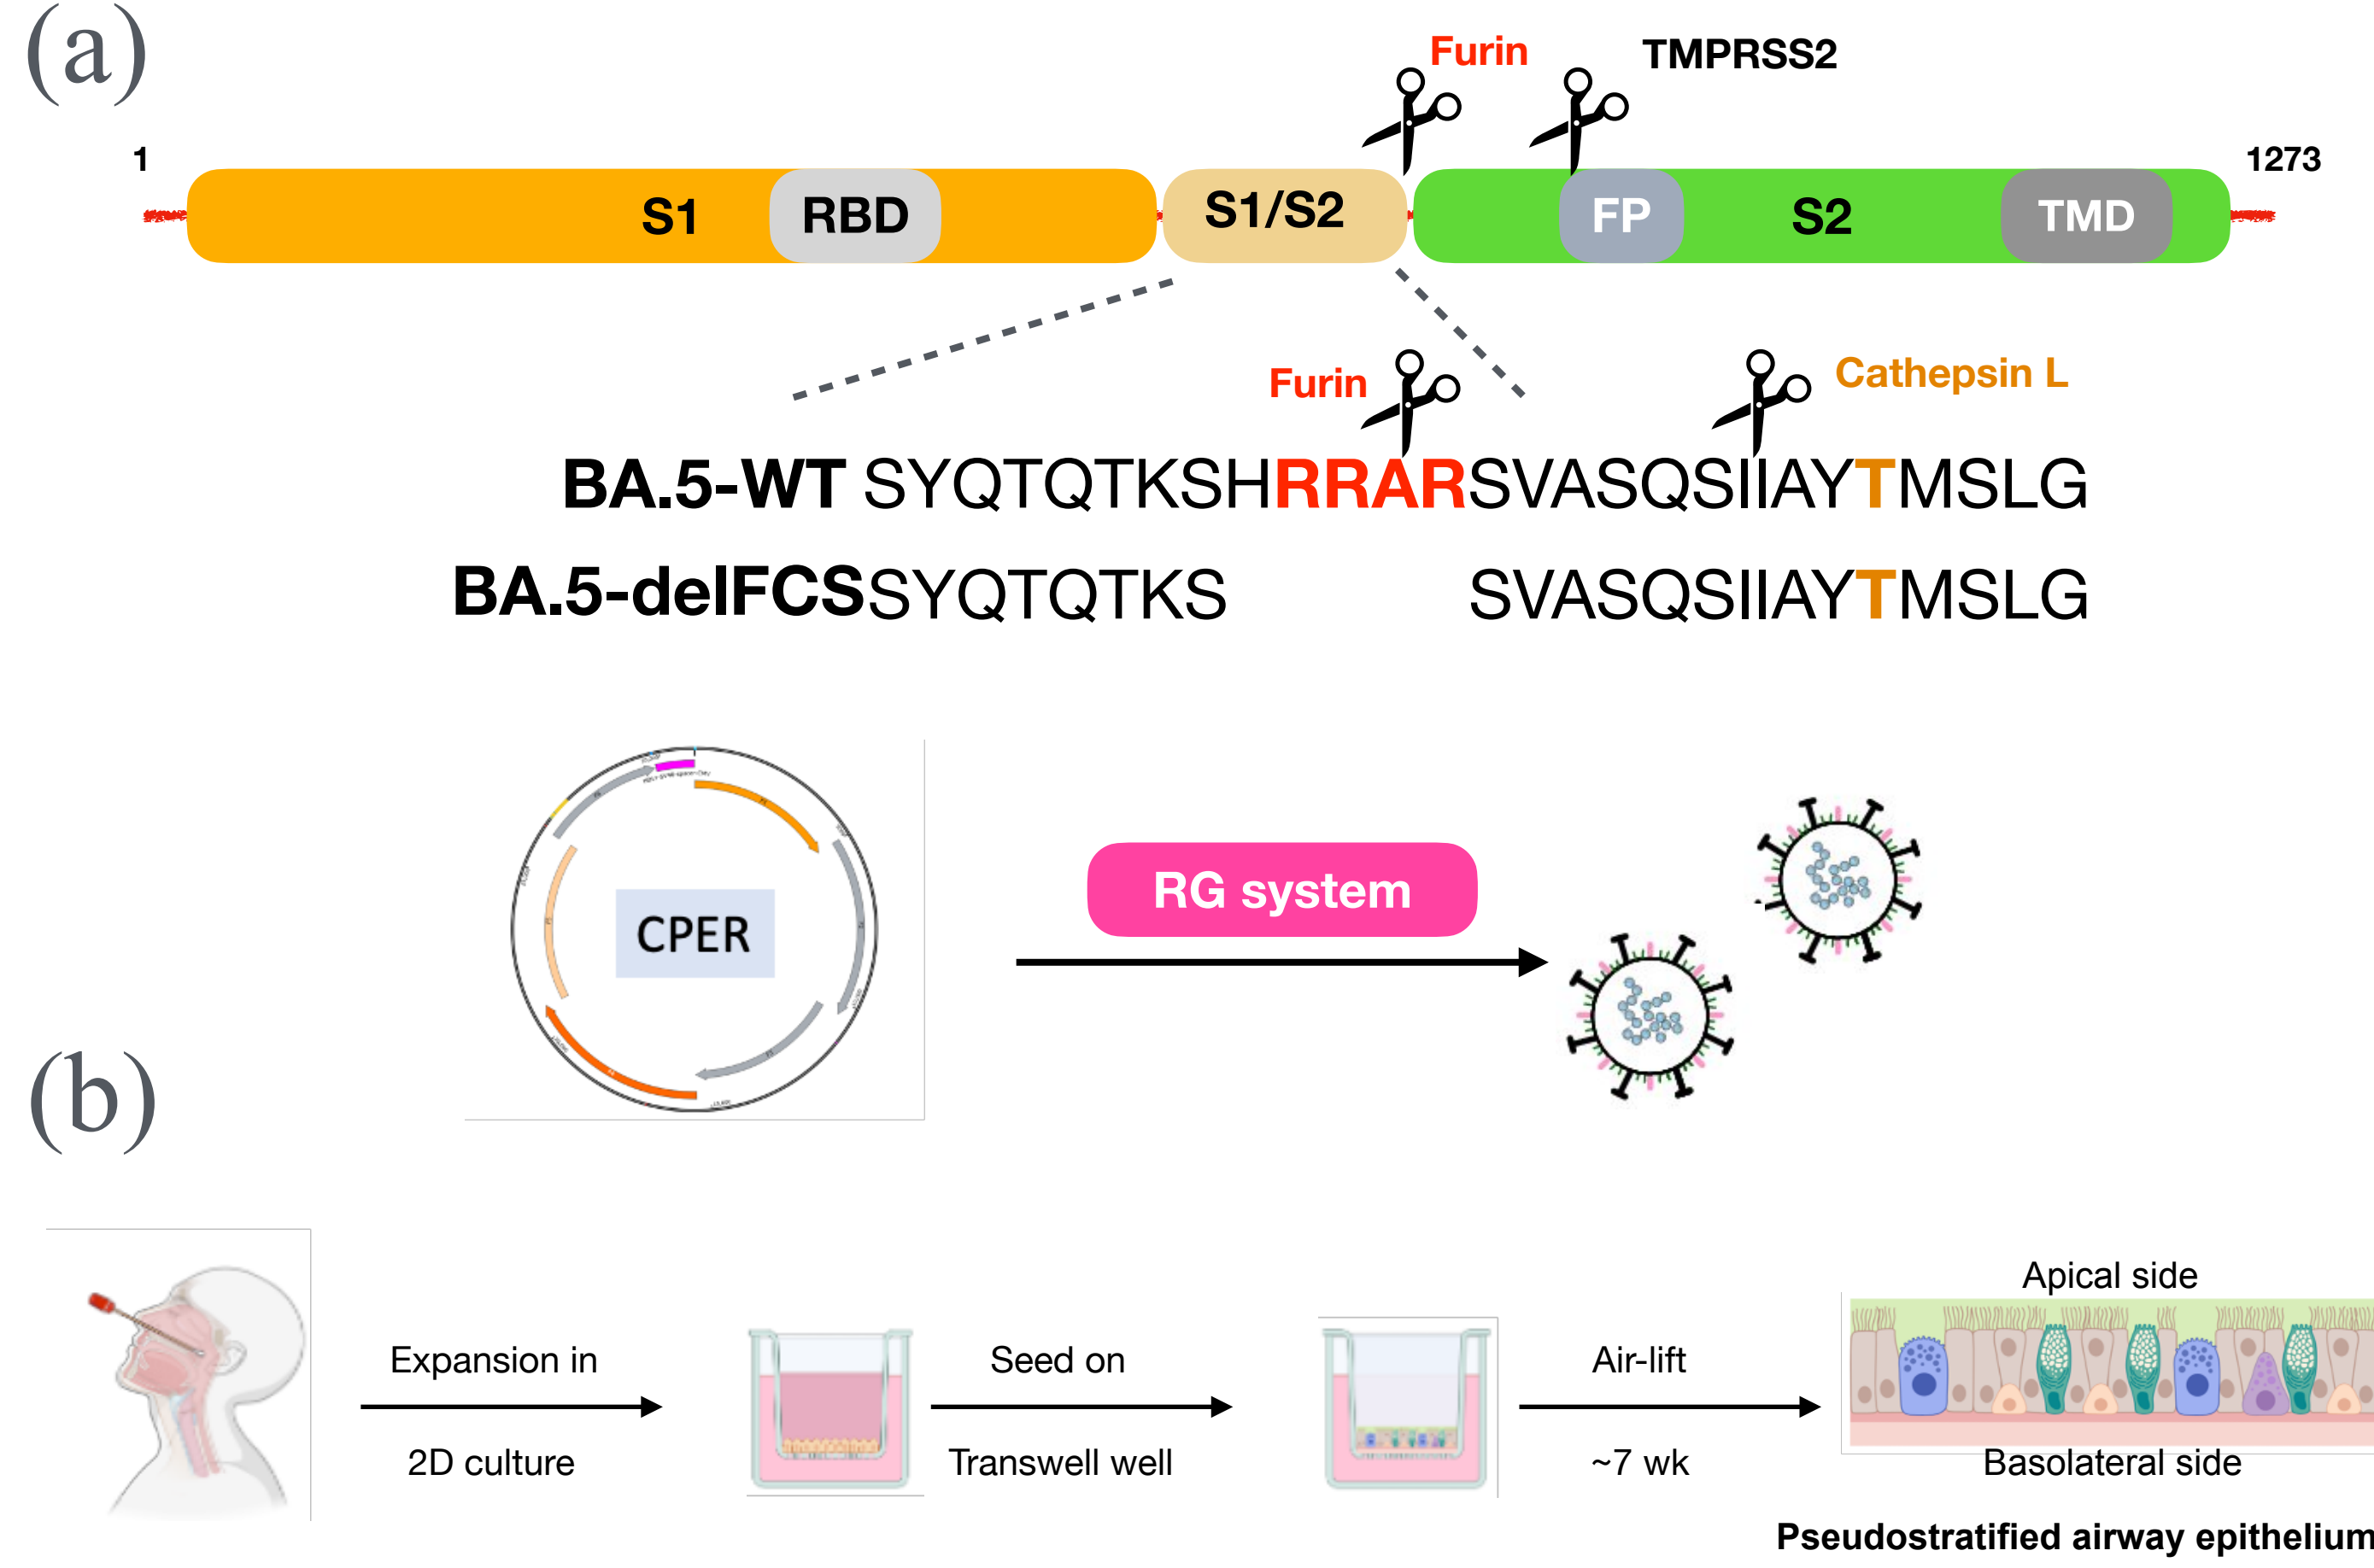 (a)
Furin
TMPRSS2
1
1273
S1
RBD
S1/S2
FP
S2
TMD
Furin
Cathepsin L
BA.5-WT SYQTQTKSHRRARSVASQSIIAYTMSLG
BA.5-delFCS SYQTQTKS SVASQSIIAYTMSLG
CPER
RG system
(b)
Expansion in
2D culture
Seed on
Transwell well
Air-lift
~7 wk
Apical side
Basolateral side
Pseudostratified airway epithelium